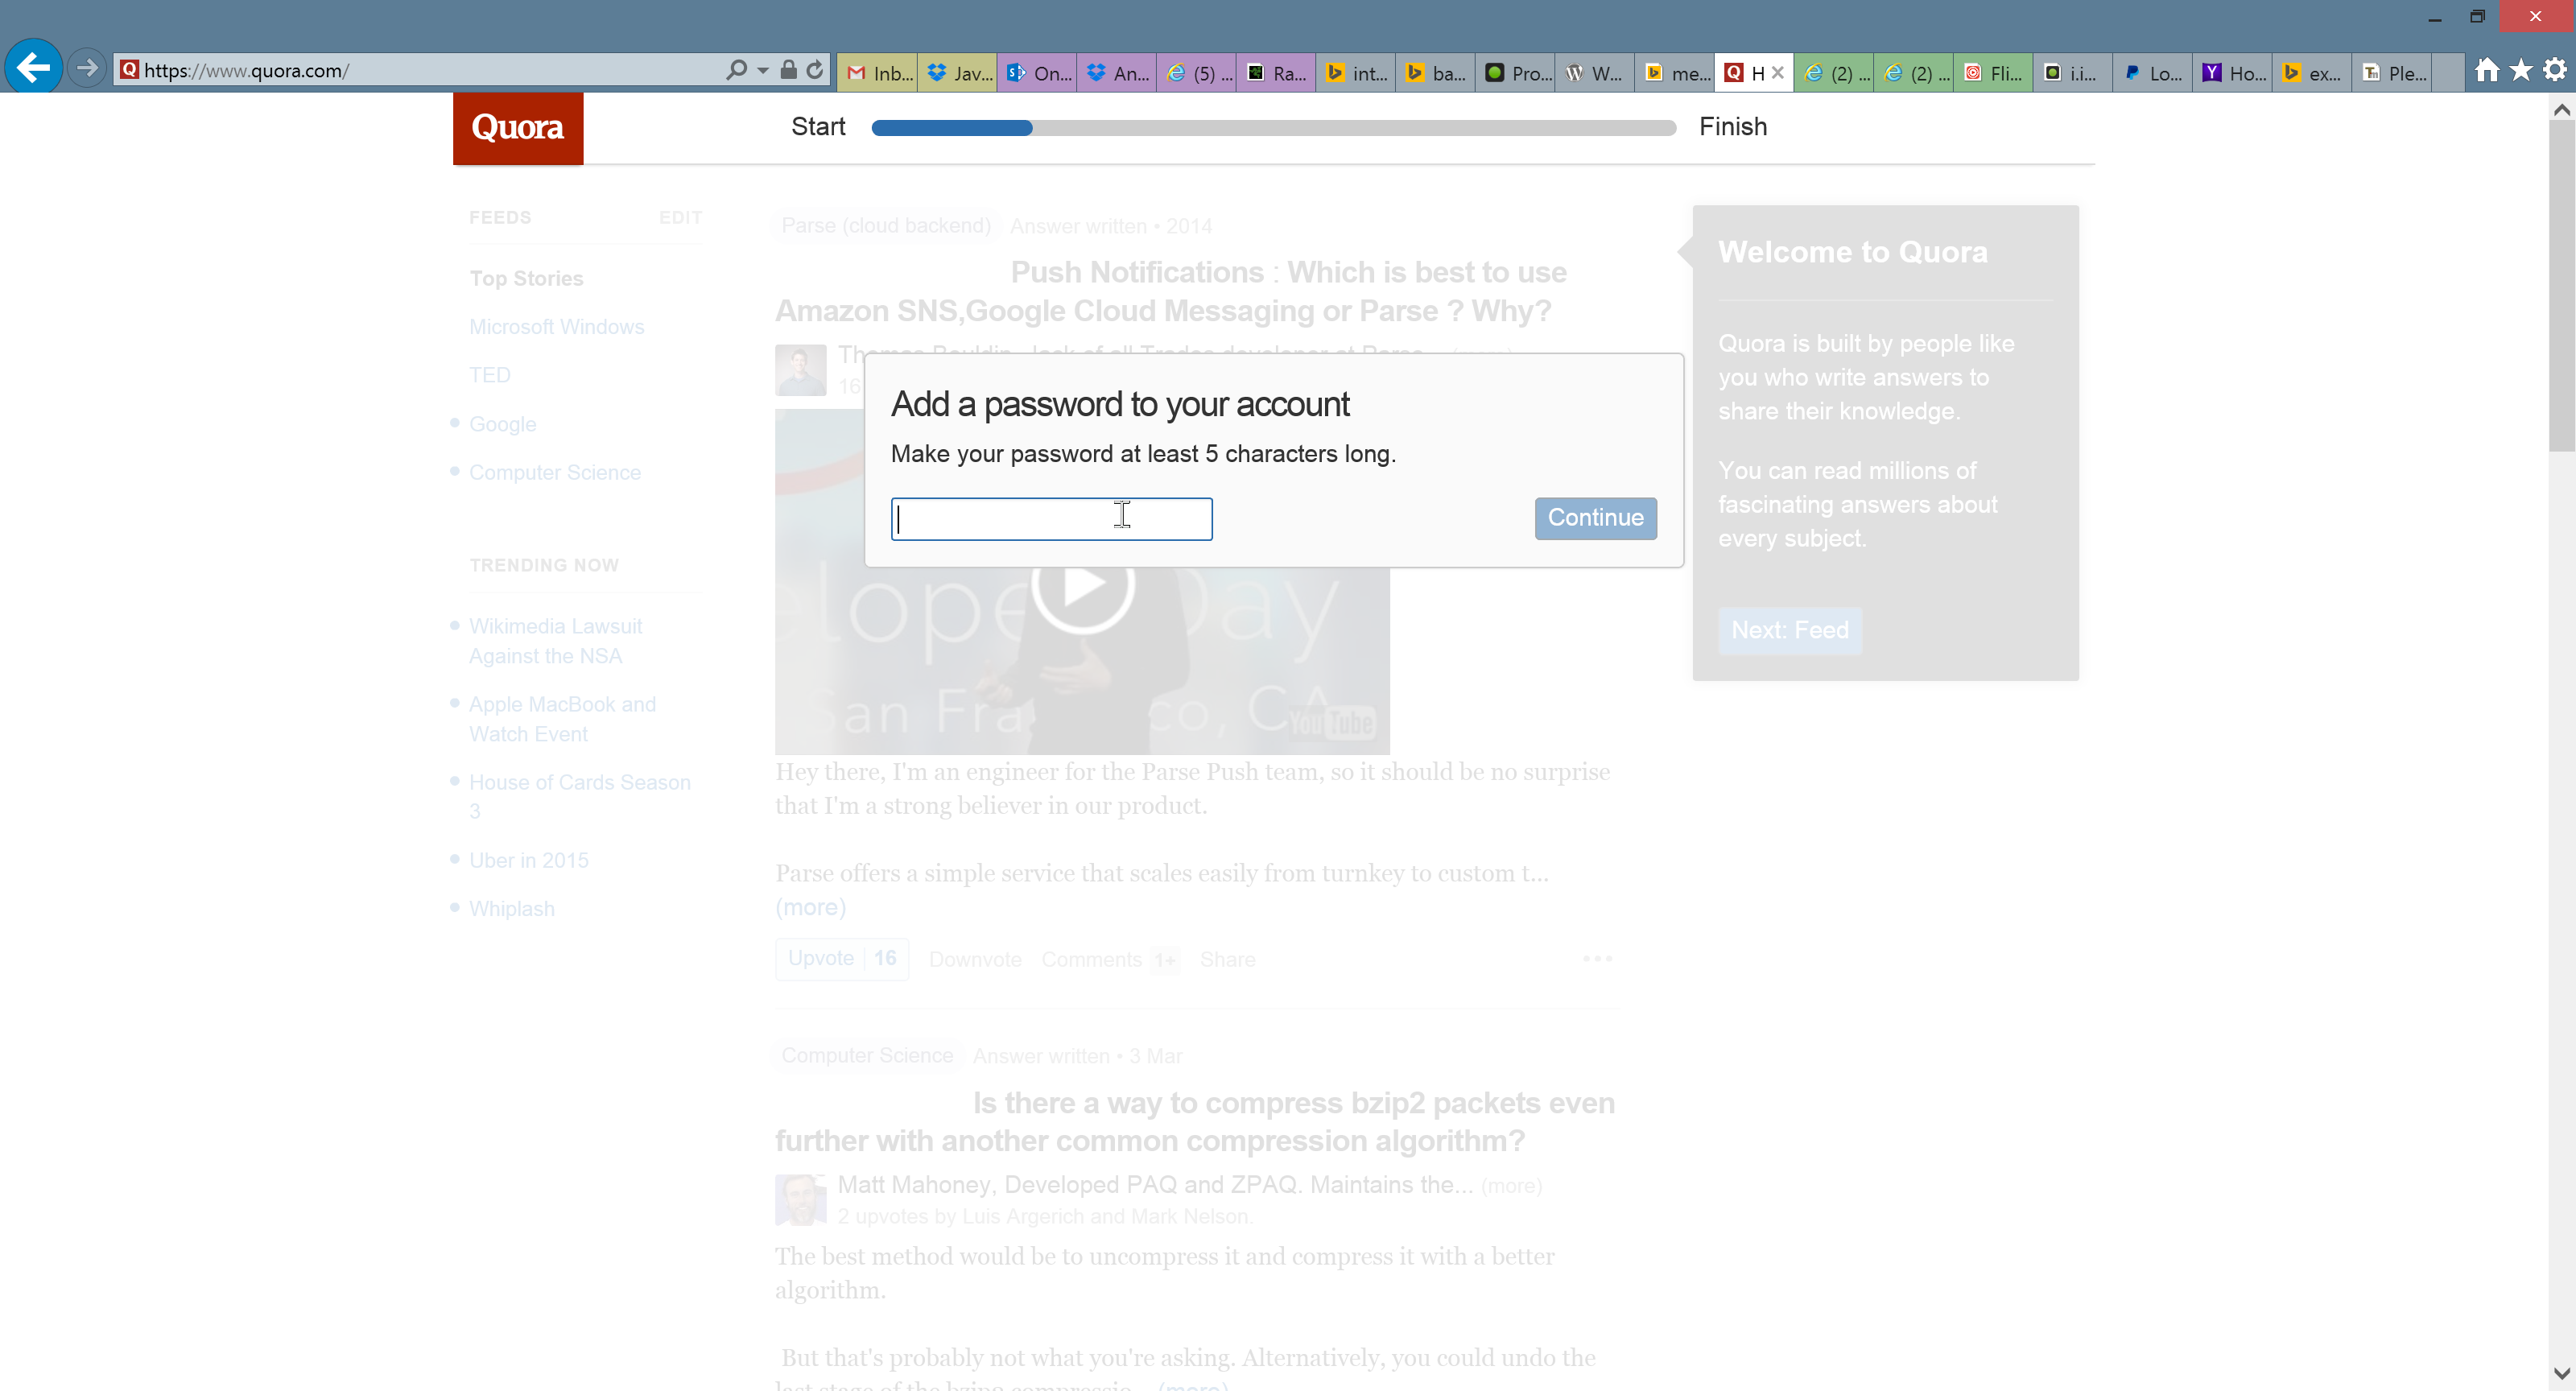 https://www.quora.com/
Inb...
Jav...
On...
An...
(5) ...
Ra...
int...
ba...
Pro...
W...
me...
H
(2) ...
(2) ...
Fli...
i.i...
Lo...
Ho...
ex...
Ple...
Quora
Start
Finish
FEEDS EDIT
Top Stories
Microsoft Windows
TED
Google
Computer Science
TRENDING NOW
Wikimedia Lawsuit
Against the NSA
Apple MacBook and
Watch Event
House of Cards Season
3
Uber in 2015
Whiplash
Parse (cloud backend) Answer written • 2014
Push Notifications : Which is best to use
Amazon SNS,Google Cloud Messaging or Parse ? Why?
16
Add a password to your account
Make your password at least 5 characters long.
Continue
Day
San Fra co, CA
YouTube
Hey there, I'm an engineer for the Parse Push team, so it should be no surprise
that I'm a strong believer in our product.
Parse offers a simple service that scales easily from turnkey to custom t...
(more)
Upvote 16 Downvote Comments 1+ Share
Computer Science Answer written • 3 Mar
Is there a way to compress bzip2 packets even
further with another common compression algorithm?
Matt Mahoney, Developed PAQ and ZPAQ. Maintains the... (more)
2 upvotes by Luis Argerich and Mark Nelson.
The best method would be to uncompress it and compress it with a better
algorithm.
But that's probably not what you're asking. Alternatively, you could undo the
Welcome to Quora
Quora is built by people like
you who write answers to
share their knowledge.
You can read millions of
fascinating answers about
every subject.
Next: Feed